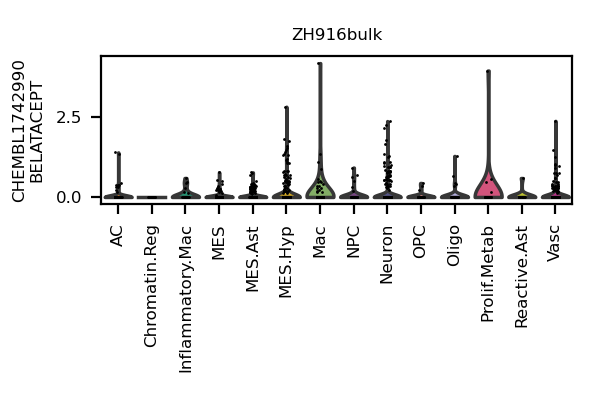 ZH916bulk
CHEMBL1742990
BELATACEPT
2.5
0.0
AC
Chromatin.Reg
Inflammatory.Mac
MES
MES.Ast
MES.Hyp
Mac
NPC
Neuron
OPC
Oligo
Prolif.Metab
Reactive.Ast
Vasc